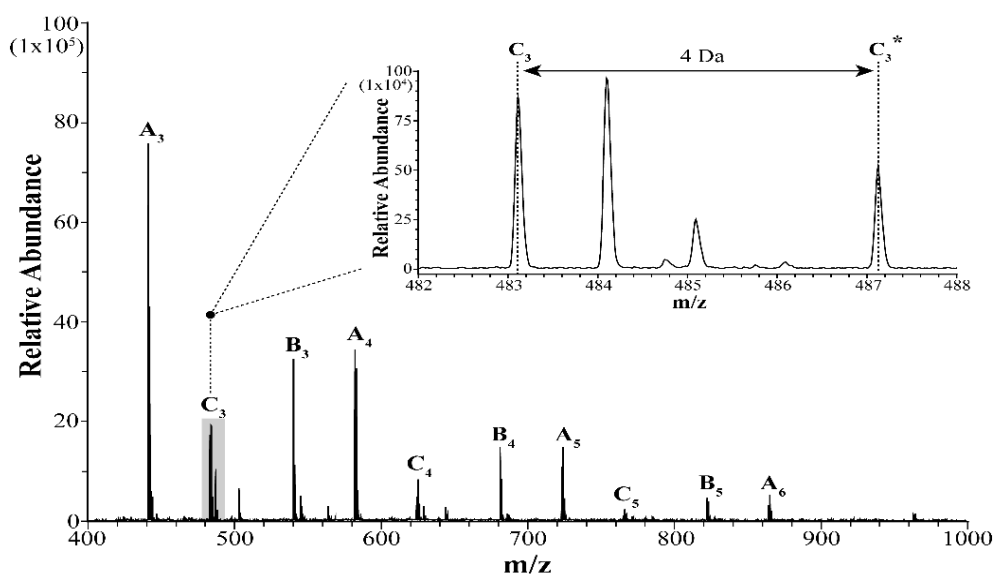 100
(1x10⁵)
80
60
40
20
0
Relative Abundance
400
500
600
700
800
900
1000
m/z
A₃
C₃
B₃
A₄
C₄
B₄
A₅
C₅
B₅
A₆
C₃
4 Da
C₃*
100
(1x10⁴)
75
50
25
0
Relative Abundance
482
483
484
485
486
487
488
m/z